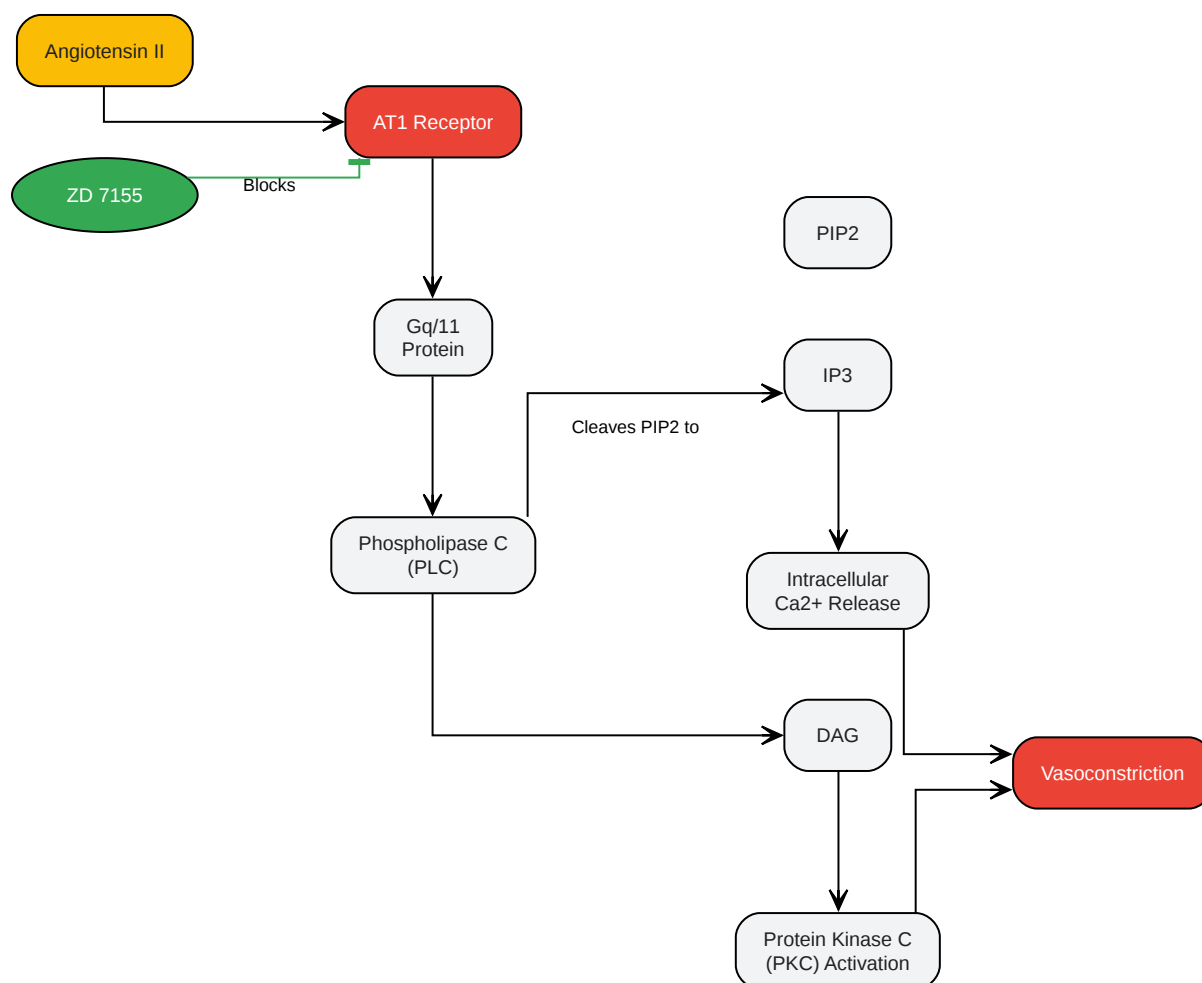 Angiotensin II
AT1 Receptor
ZD 7155
Blocks
PIP2
Gq/11
Protein
IP3
Cleaves PIP2 to
Phospholipase C
(PLC)
Intracellular
Ca2+ Release
DAG
Vasoconstriction
Protein Kinase C
(PKC) Activation